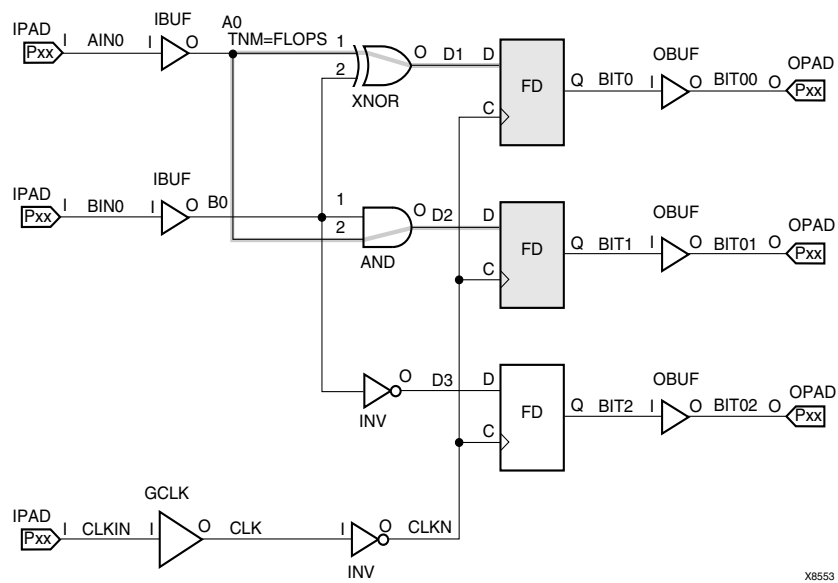 IPAD IBUF A0
TNM=FLOPS
Pxx I AIN0 I O 1 O D1 D FD Q BIT0 I O BIT00 O Pxx
OBUF OPAD
2
XNOR
C
IPAD IBUF
Pxx I BIN0 I O B0 1 O D2 D FD Q BIT1 I O BIT01 O Pxx
OBUF OPAD
2
AND
C
O D3 D FD Q BIT2 I O BIT02 O Pxx
OBUF OPAD
INV
C
IPAD GCLK
Pxx I CLKIN I O CLK I O CLKN
INV
X8553